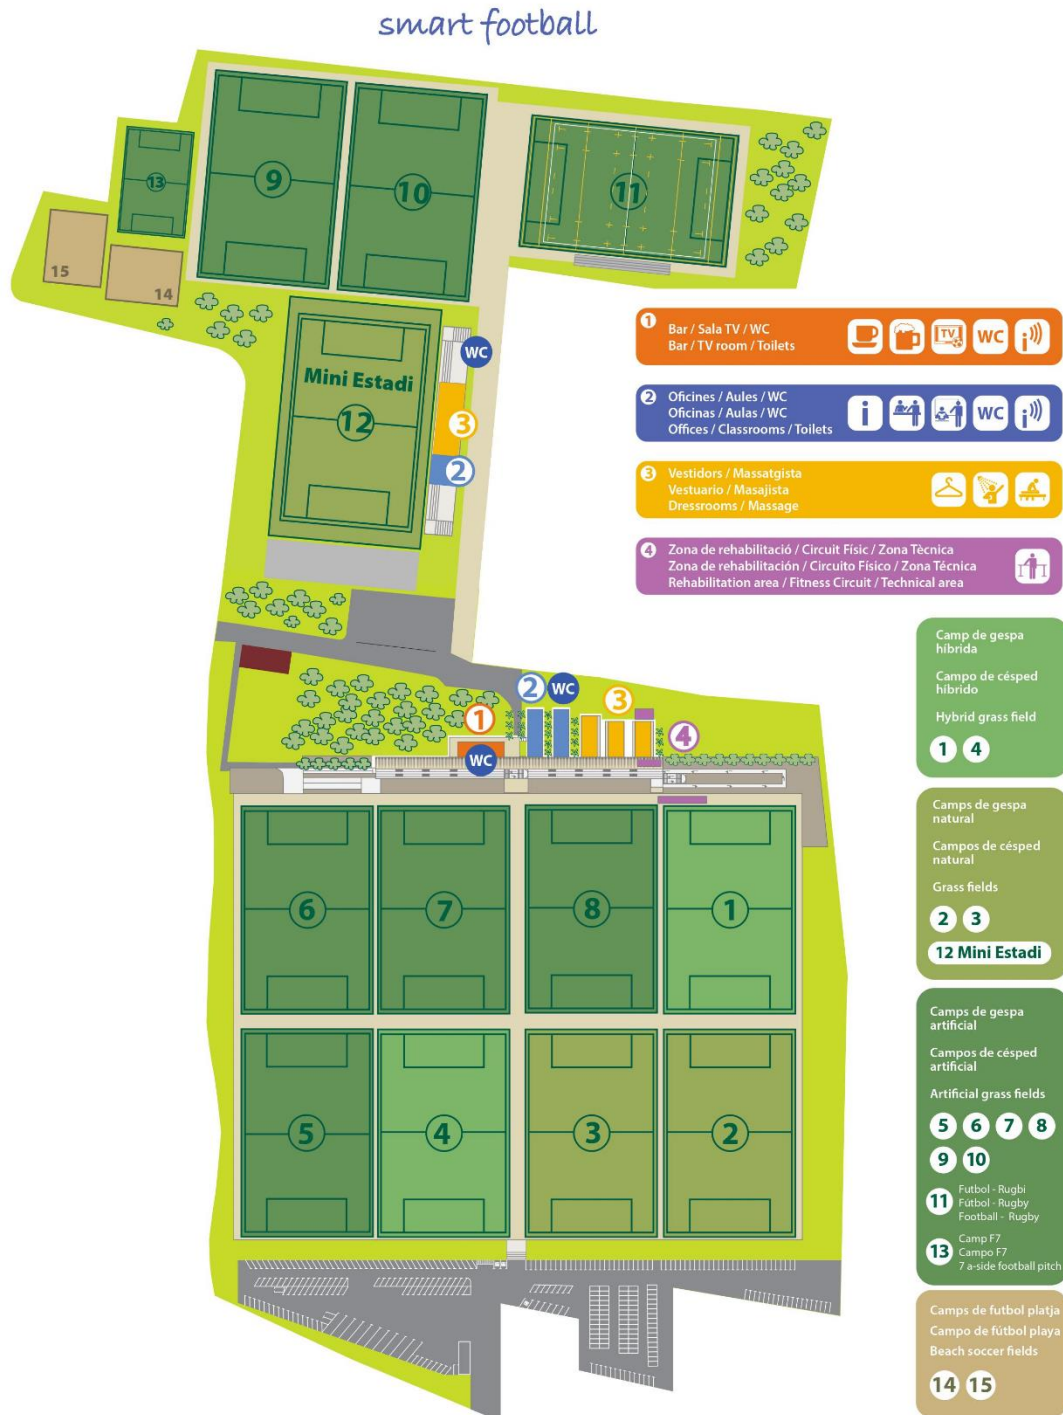 smart football
9
10
11
13
15
14
Mini Estadi
12
WC
3
2
1
Bar / Sala TV / WC
Bar / TV room / Toilets
TV
WC
i
2
Oficines / Aules / WC
Oficinas / Aulas / WC
Offices / Classrooms / Toilets
i
WC
i
3
Vestidors / Massatgista
Vestuario / Masajista
Dressrooms / Massage
4
Zona de rehabilitació / Circuit Físic / Zona Tècnica
Zona de rehabilitación / Circuito Físico / Zona Técnica
Rehabilitation area / Fitness Circuit / Technical area
2
WC
3
1
4
WC
6
7
8
1
5
4
3
2
Camp de gespa
híbrida
Campo de césped
híbrido
Hybrid grass field
1 4
Camps de gespa
natural
Campos de césped
natural
Grass fields
2 3
12 Mini Estadi
Camps de gespa
artificial
Campos de césped
artificial
Artificial grass fields
5 6 7 8
9 10
11
Futbol - Rugbi
Fútbol - Rugby
Football - Rugby
13
Camp F7
Campo F7
7 a-side football pitch
Camps de futbol platja
Campo de fútbol playa
Beach soccer fields
14 15